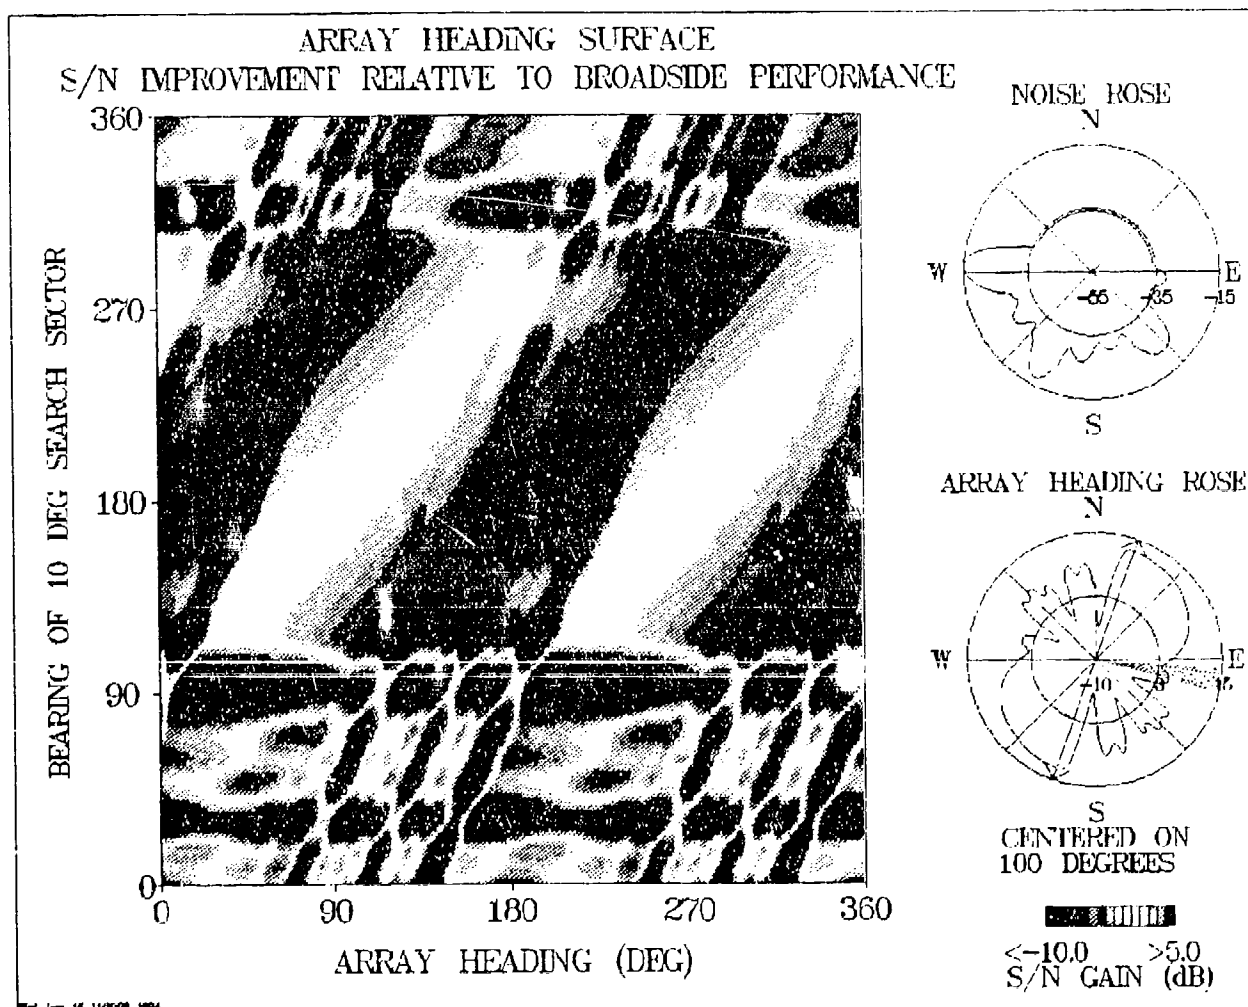 ARRAY HEADING SURFACE
S/N IMPROVEMENT RELATIVE TO BROADSIDE PERFORMANCE
360
270
180
90
0
BEARING OF 10 DEG SEARCH SECTOR
0
90
180
270
360
ARRAY HEADING (DEG)
NOISE ROSE
N
W
E
-55
-35
-15
S
ARRAY HEADING ROSE
N
W
E
-10
S
CENTERED ON
100 DEGREES
<-10.0
>5.0
S/N GAIN (dB)